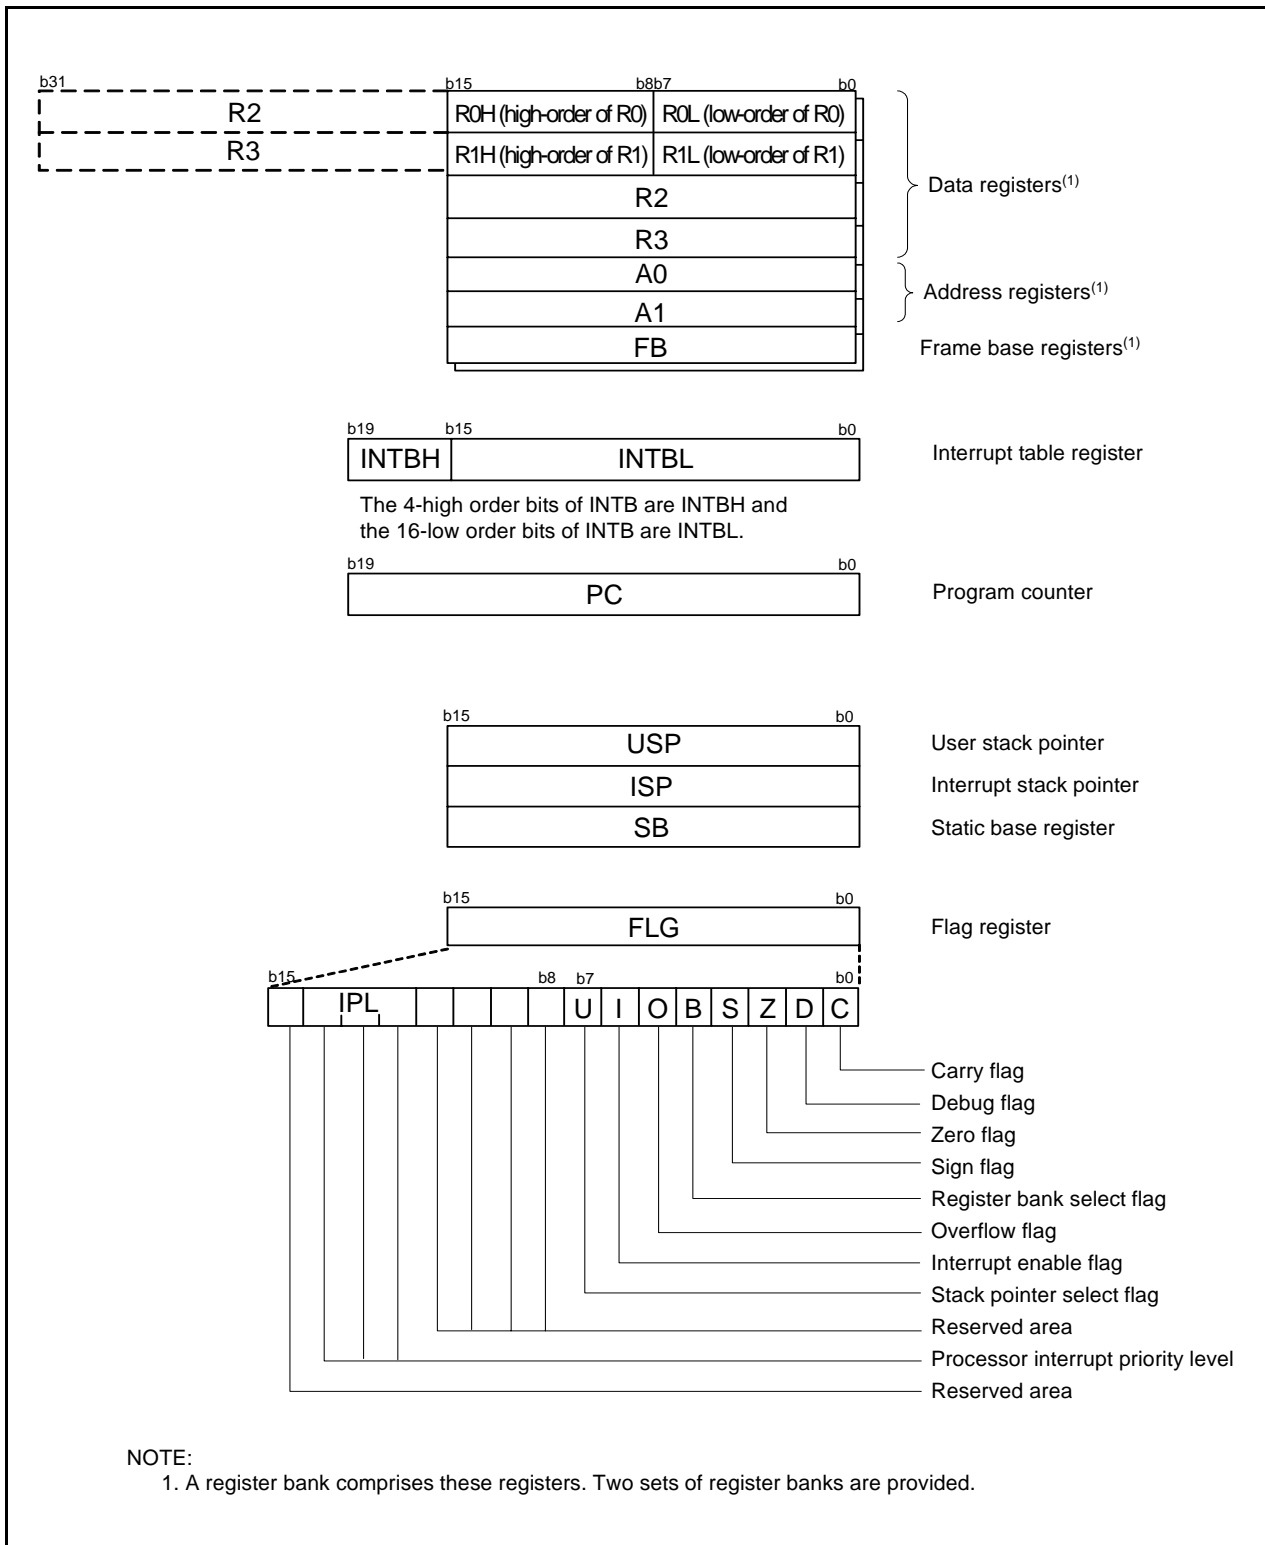 b31 b15 b8b7 b0
R2 R0H (high-order of R0) R0L (low-order of R0)
R3 R1H (high-order of R1) R1L (low-order of R1)
Data registers(1)
R2
R3
A0
Address registers(1)
A1
FB Frame base registers(1)
b19 b15 b0
INTBH INTBL Interrupt table register
The 4-high order bits of INTB are INTBH and
the 16-low order bits of INTB are INTBL.
b19 b0
PC Program counter
b15 b0
USP User stack pointer
ISP Interrupt stack pointer
SB Static base register
b15 b0
FLG Flag register
b15 b8 b7 b0
IPL U I O B S Z D C
Carry flag
Debug flag
Zero flag
Sign flag
Register bank select flag
Overflow flag
Interrupt enable flag
Stack pointer select flag
Reserved area
Processor interrupt priority level
Reserved area
NOTE:
1. A register bank comprises these registers. Two sets of register banks are provided.